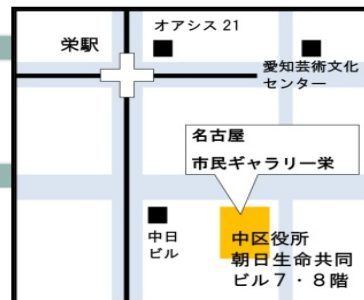 オアシス 21
栄駅
愛知芸術文化
センター
名古屋
市民ギャラリー栄
中日
ビル
中区役所
朝日生命共同
ビル７・８階